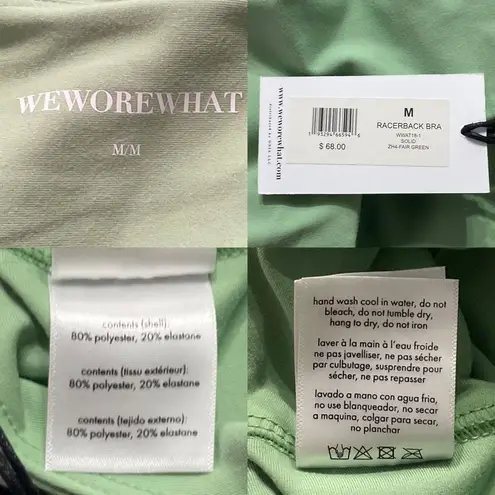 WEWOREWHAT
M/M
www.weworewhat.com
M
RACERBACK BRA
WWAT18-1
SOLID
ZH4-FAIR GREEN
$ 68.00
contents (shell):
80% polyester, 20% elastane
contents (tissu extérieur):
80% polyester, 20% elastane
contents (tejido externo):
80% polyester, 20% elastane
hand wash cool in water, do not
bleach, do not tumble dry,
hang to dry, do not iron
laver à la main à l'eau froide
ne pas javelliser, ne pas sécher
par culbutage, suspendre pour
sécher, ne pas repasser
lavado a mano con agua fria,
no use blanqueador, no secar
a maquina, colgar para secar,
no planchar